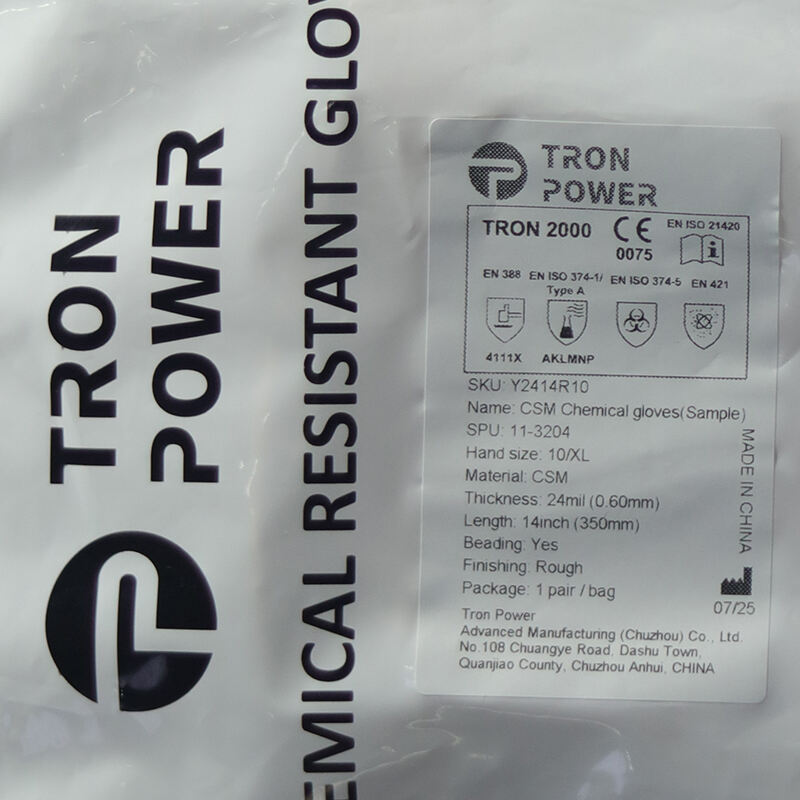 TRON
POWER
CHEMICAL RESISTANT GLO
TRON
POWER
TRON 2000
CE
0075
EN ISO 21420
EN 388
EN ISO 374-1/
Type A
EN ISO 374-5
EN 421
4111X
AKLMNP
SKU: Y2414R10
Name: CSM Chemical gloves(Sample)
SPU: 11-3204
Hand size: 10/XL
Material: CSM
Thickness: 24mil (0.60mm)
Length: 14inch (350mm)
Beading: Yes
Finishing: Rough
Package: 1 pair / bag
MADE IN CHINA
07/25
Tron Power
Advanced Manufacturing (Chuzhou) Co., Ltd.
No.108 Chuangye Road, Dashu Town,
Quanjiao County, Chuzhou Anhui, CHINA